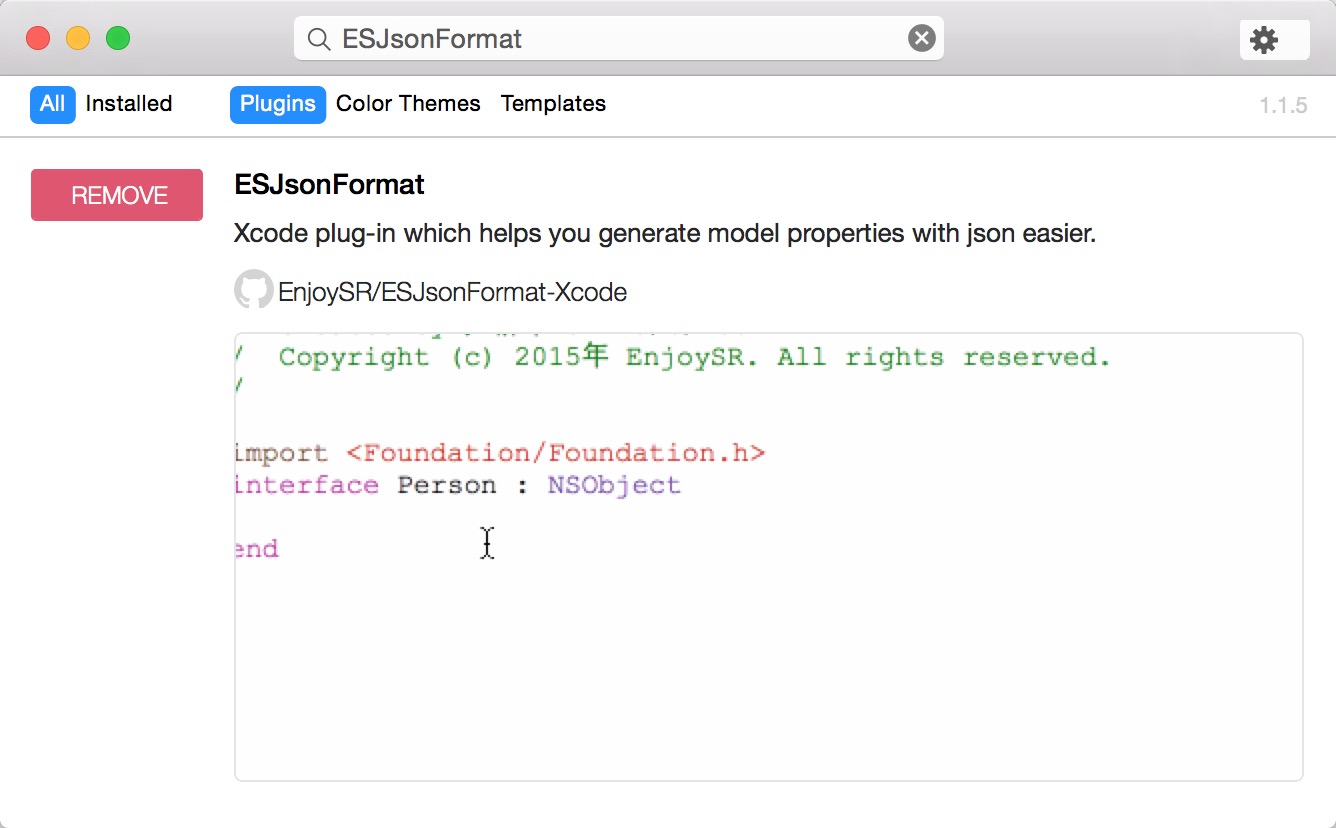 ESJsonFormat
All Installed Plugins Color Themes Templates 1.1.5
REMOVE
ESJsonFormat
Xcode plug-in which helps you generate model properties with json easier.
EnjoySR/ESJsonFormat-Xcode
/ Copyright (c) 2015年 EnjoySR. All rights reserved.
/
import <Foundation/Foundation.h>
interface Person : NSObject
end